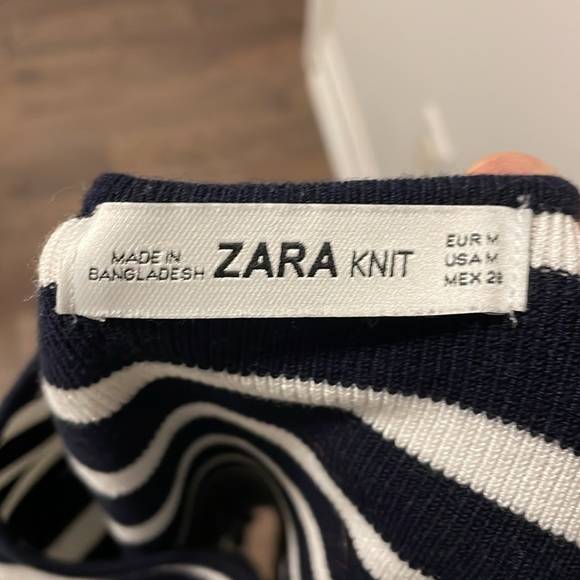 MADE IN
BANGLADESH
ZARA KNIT
EUR M
USA M
MEX 28